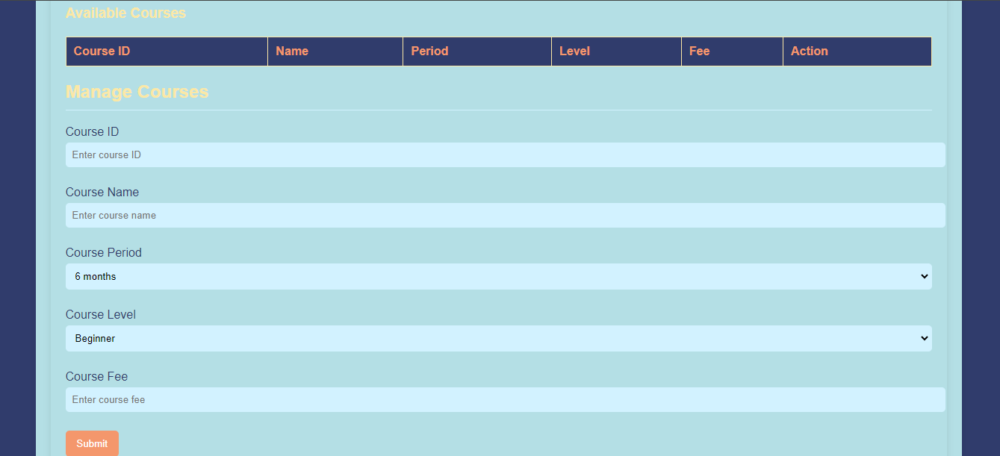 Available Courses
Course ID Name Period Level Fee Action
Manage Courses
Course ID
Enter course ID
Course Name
Enter course name
Course Period
6 months
Course Level
Beginner
Course Fee
Enter course fee
Submit